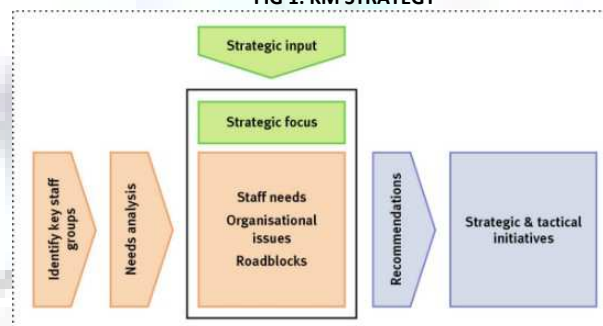 FIG 1. KM STRATEGY
Strategic input
Strategic focus
Identify key staff
groups
Needs analysis
Staff needs
Organisational
issues
Roadblocks
Recommendations
Strategic & tactical
initiatives